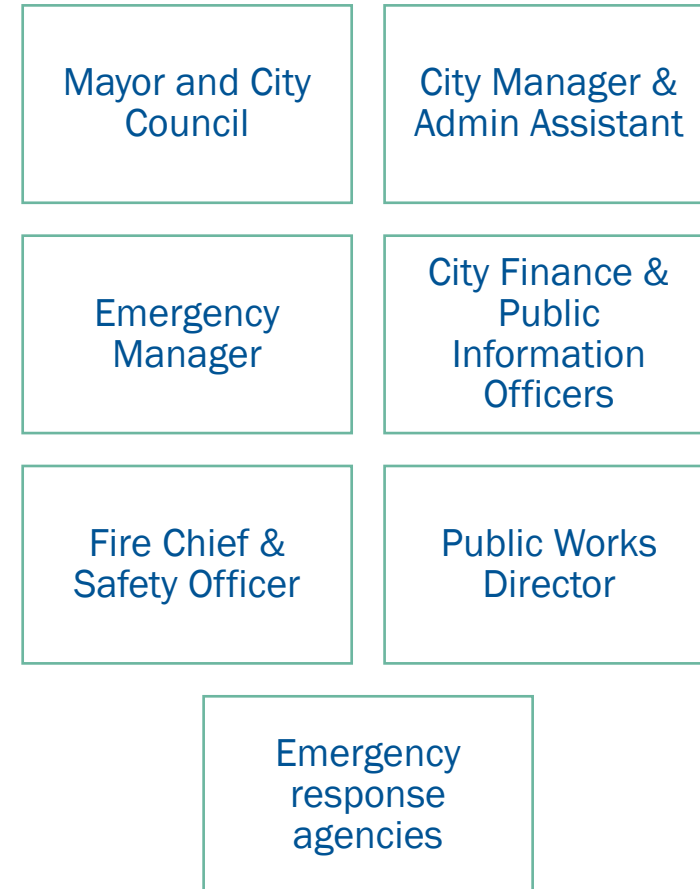 Mayor and City
Council
City Manager &
Admin Assistant
Emergency
Manager
City Finance &
Public
Information
Officers
Fire Chief &
Safety Officer
Public Works
Director
Emergency
response
agencies